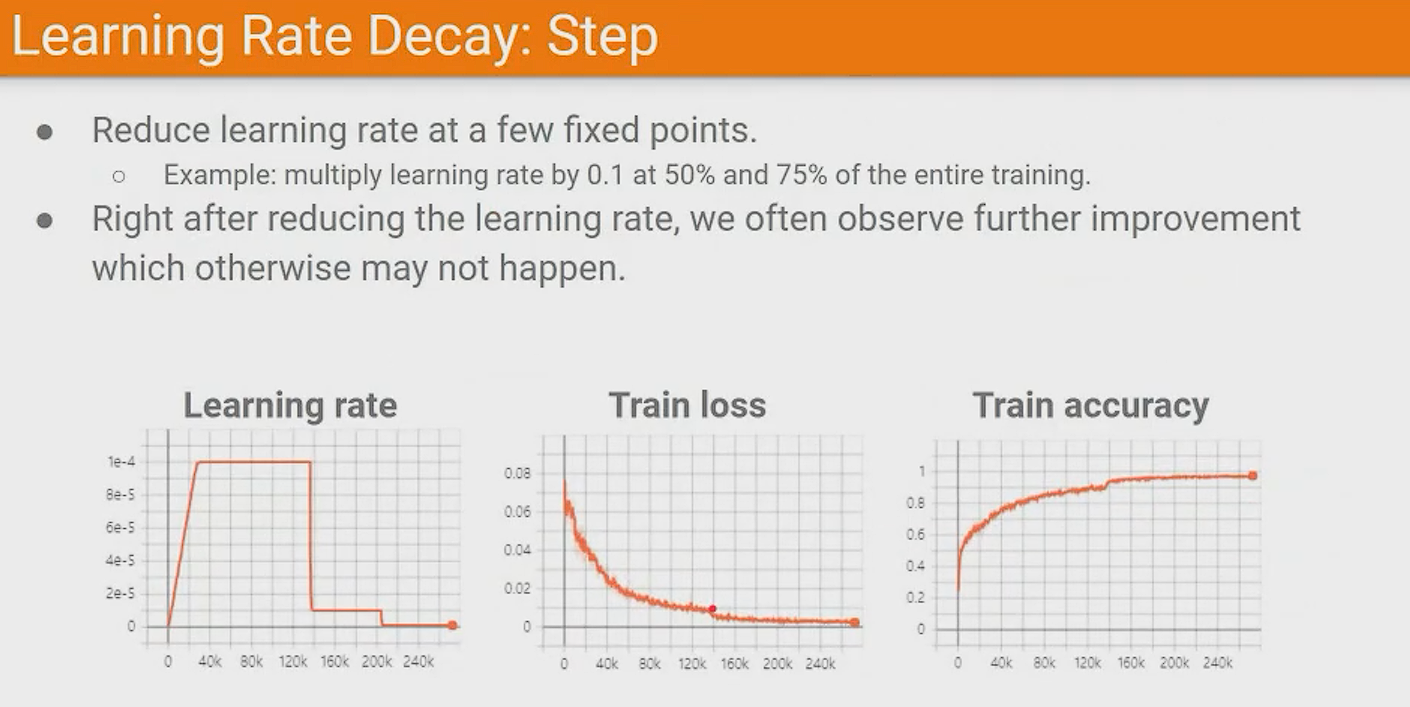 Learning Rate Decay: Step
● Reduce learning rate at a few fixed points.
○ Example: multiply learning rate by 0.1 at 50% and 75% of the entire training.
● Right after reducing the learning rate, we often observe further improvement
which otherwise may not happen.
Learning rate
1e-4
8e-5
6e-5
4e-5
2e-5
0
0 40k 80k 120k 160k 200k 240k
Train loss
0.08
0.06
0.04
0.02
0
0 40k 80k 120k 160k 200k 240k
Train accuracy
1
0.8
0.6
0.4
0.2
0
0 40k 80k 120k 160k 200k 240k